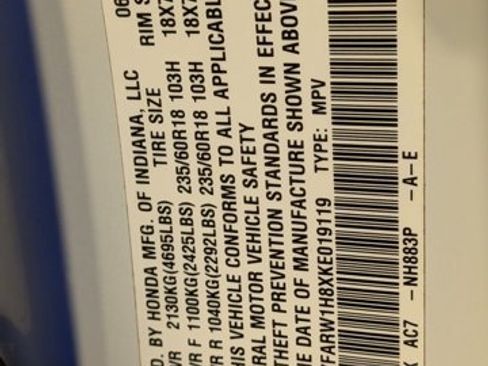 D. BY HONDA MFG. OF INDIANA, LLC 06
TIRE SIZE RIM S
VR 2130KG(4695LBS)
VR F 1100KG(2425LBS) 235/60R18 103H 18X7
VR R 1040KG(2292LBS) 235/60R18 103H 18X7
HIS VEHICLE CONFORMS TO ALL APPLICABL
RAL MOTOR VEHICLE SAFETY
THEFT PREVENTION STANDARDS IN EFFEC
HE DATE OF MANUFACTURE SHOWN ABOV
FARW1H8XKE019119 TYPE: MPV
AC7 -NH883P -A-E